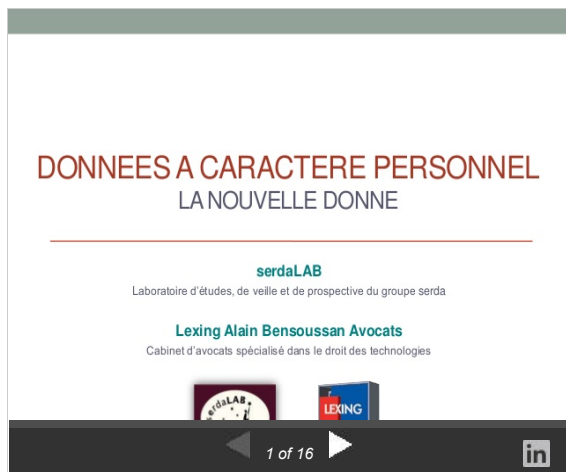 DONNEES A CARACTERE PERSONNEL
LA NOUVELLE DONNE
serdaLAB
Laboratoire d'études, de veille et de prospective du groupe serda
Lexing Alain Bensoussan Avocats
Cabinet d'avocats spécialisé dans le droit des technologies
serdaLAB
LEXING
1 of 16
in